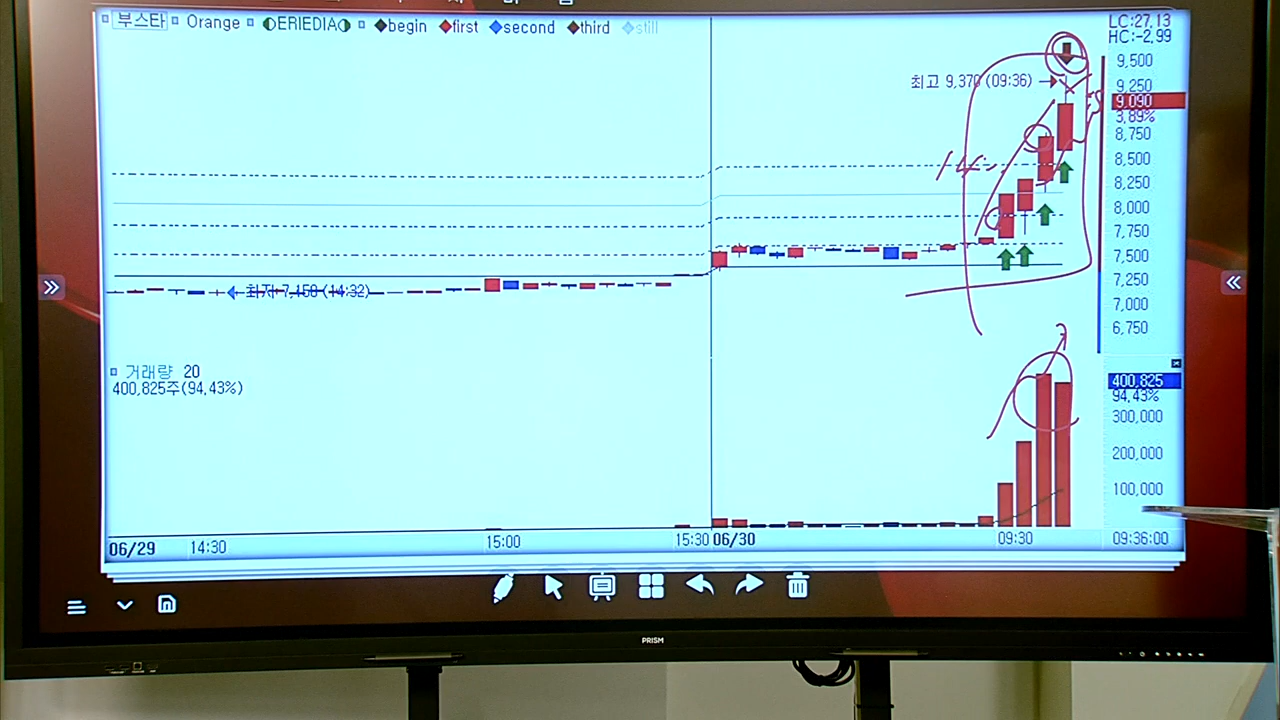 부스타 Orange ERIEDIA begin first second third still
LC:27.13
HC:-2.99
9,500
최고 9,370 (09:36)
9,250
9,090
3.89%
8,750
8,500
8,250
8,000
7,750
7,500
7,250
7,000
6,750
최저 7,150 (14:32)
거래량 20
400,825주(94.43%)
400,825
94.43%
300,000
200,000
100,000
06/29 14:30 15:00 15:30 06/30 09:30 09:36:00
PRISM